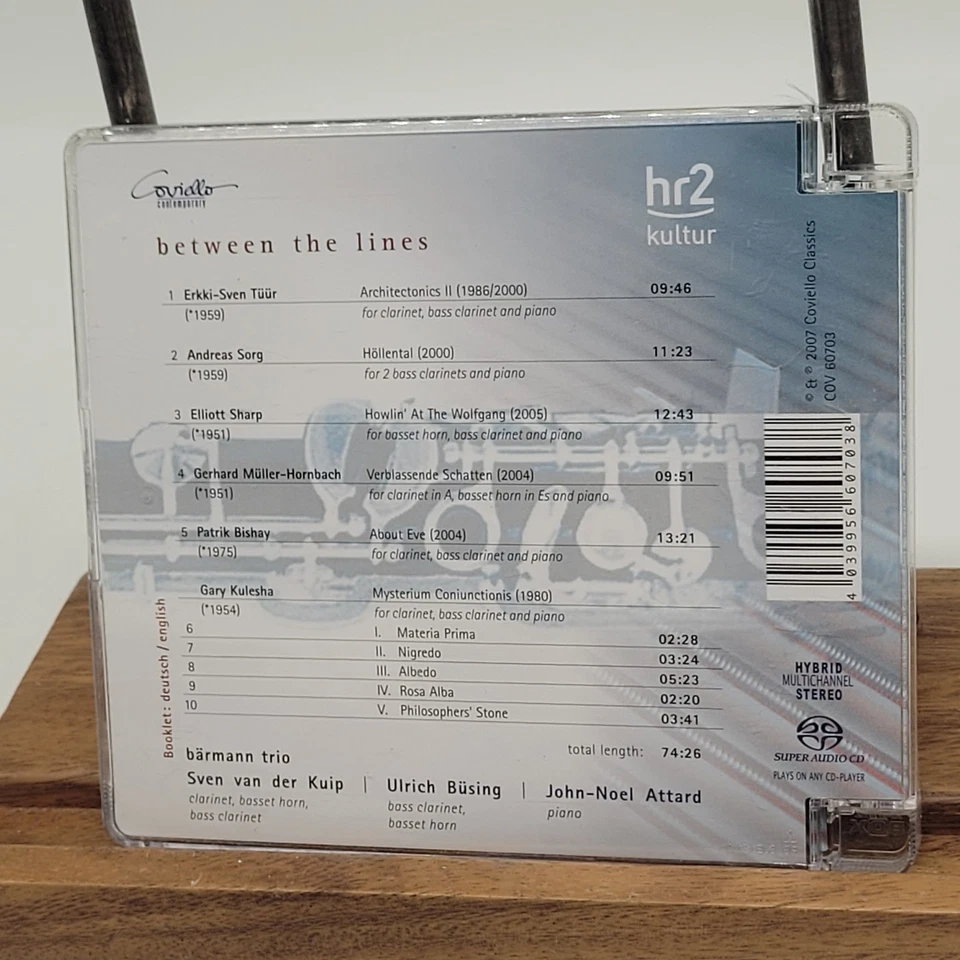 Coviello
contemporary
hr2
kultur
between the lines
1 Erkki-Sven Tüür Architectonics II (1986/2000) 09:46
(*1959) for clarinet, bass clarinet and piano
2 Andreas Sorg Höllental (2000) 11:23
(*1959) for 2 bass clarinets and piano
3 Elliott Sharp Howlin' At The Wolfgang (2005) 12:43
(*1951) for basset horn, bass clarinet and piano
4 Gerhard Müller-Hornbach Verblassende Schatten (2004) 09:51
(*1951) for clarinet in A, basset horn in Es and piano
5 Patrik Bishay About Eve (2004) 13:21
(*1975) for clarinet, bass clarinet and piano
Gary Kulesha Mysterium Coniunctionis (1980)
(*1954) for clarinet, bass clarinet and piano
6 I. Materia Prima 02:28
7 II. Nigredo 03:24
8 III. Albedo 05:23
9 IV. Rosa Alba 02:20
10 V. Philosophers' Stone 03:41
total length: 74:26
bärmann trio
Sven van der Kuip | Ulrich Büsing | John-Noel Attard
clarinet, basset horn, bass clarinet, piano
bass clarinet basset horn
Booklet: deutsch / english
© & ℗ 2007 Coviello Classics
COV 60703
4 039956 607038
HYBRID
MULTICHANNEL
STEREO
SUPER AUDIO CD
PLAYS ON ANY CD-PLAYER